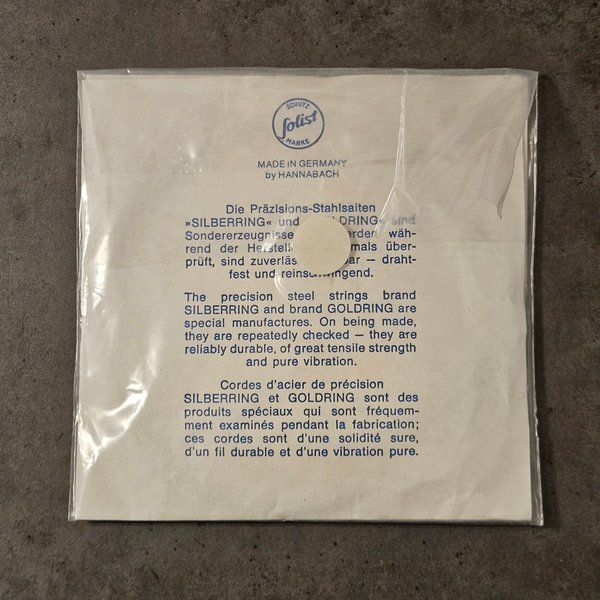 SCHUTZ-
Solist
MARKE
MADE IN GERMANY
by HANNABACH
Die Präzisions-Stahlsaiten
»SILBERRING« und »GOLDRING« sind
Sondererzeugnisse wäh-
rend der über-
prüft, sind — draht-
fest und reinschwingend.
The precision steel strings brand
SILBERRING and brand GOLDRING are
special manufactures. On being made,
they are repeatedly checked — they are
reliably durable, of great tensile strength
and pure vibration.
Cordes d'acier de précision
SILBERRING et GOLDRING sont des
produits spéciaux qui sont fréquem-
ment examinés pendant la fabrication;
ces cordes sont d'une solidité sure,
d'un fil durable et d'une vibration pure.